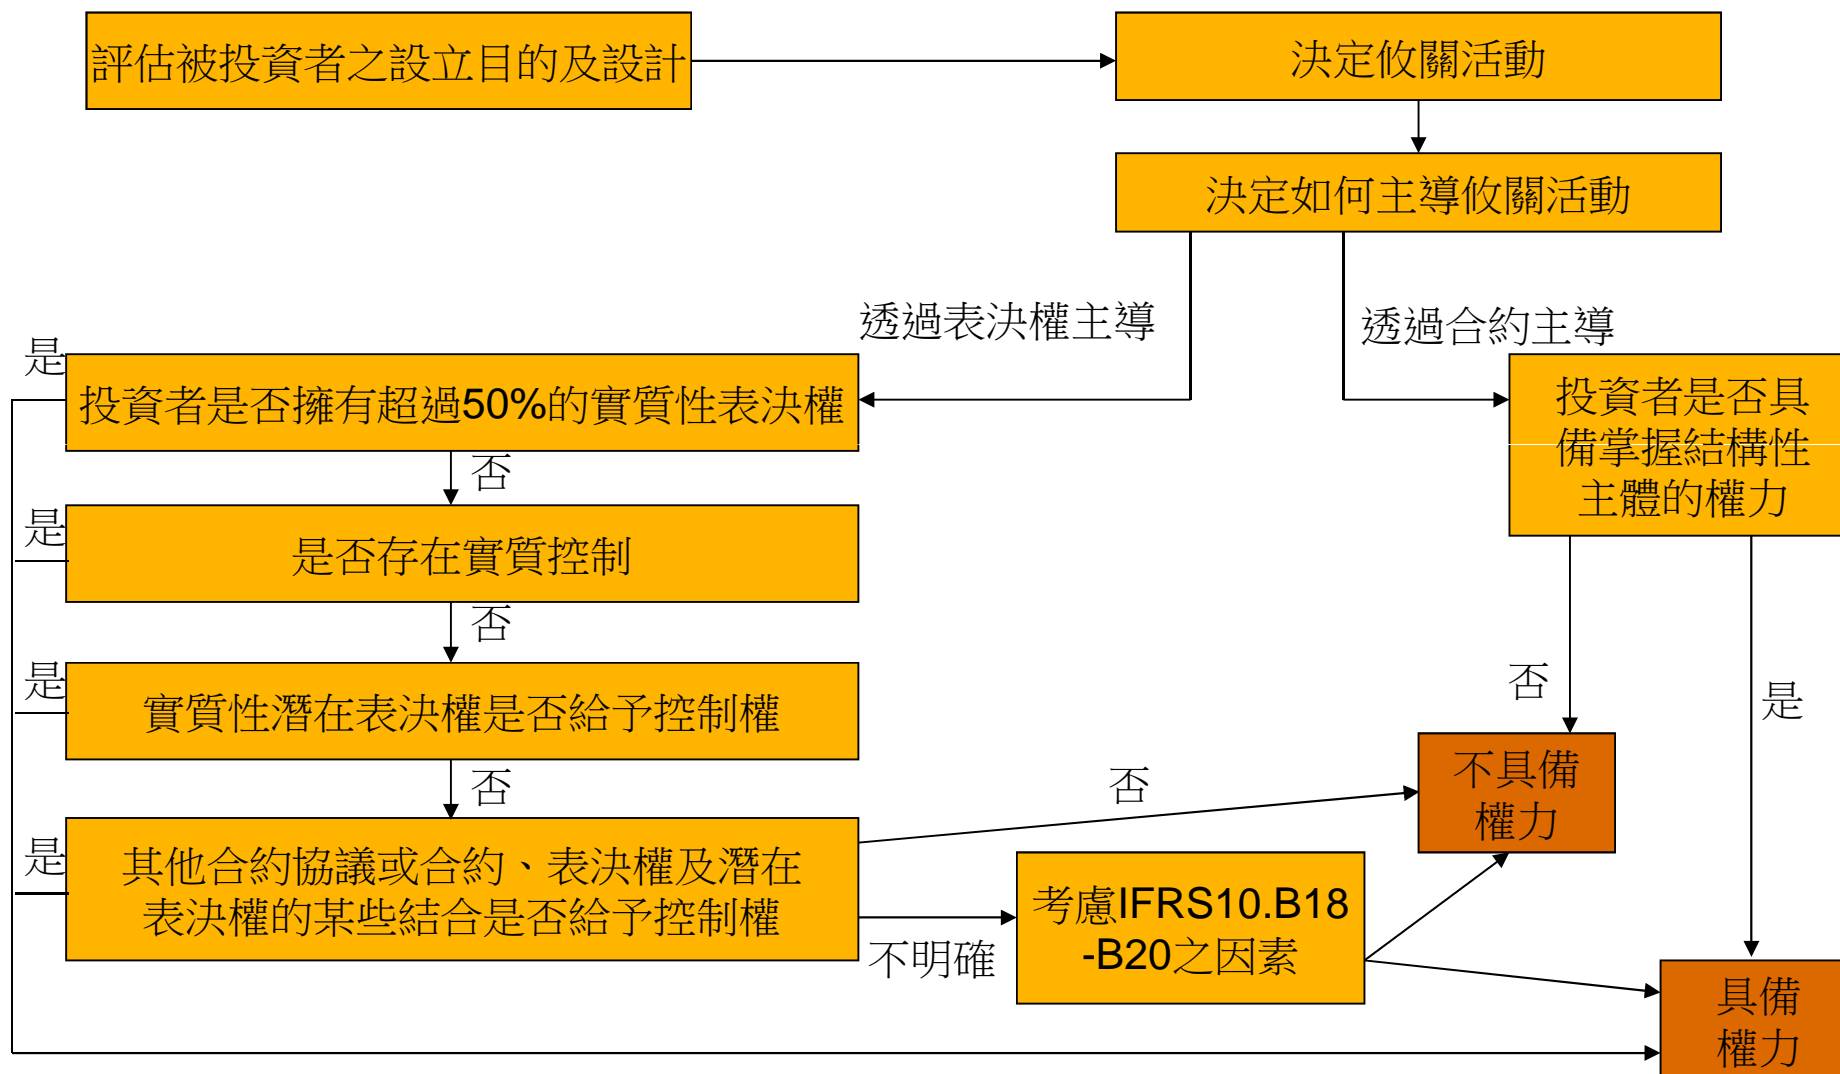 評估被投資者之設立目的及設計
決定攸關活動
決定如何主導攸關活動
透過表決權主導
透過合約主導
是
投資者是否擁有超過50%的實質性表決權
投資者是否具
備掌握結構性
主體的權力
否
是
是否存在實質控制
否
是
實質性潛在表決權是否給予控制權
否
是
否
否
不具備
權力
是
其他合約協議或合約、表決權及潛在
表決權的某些結合是否給予控制權
不明確
考慮IFRS10.B18
-B20之因素
具備
權力